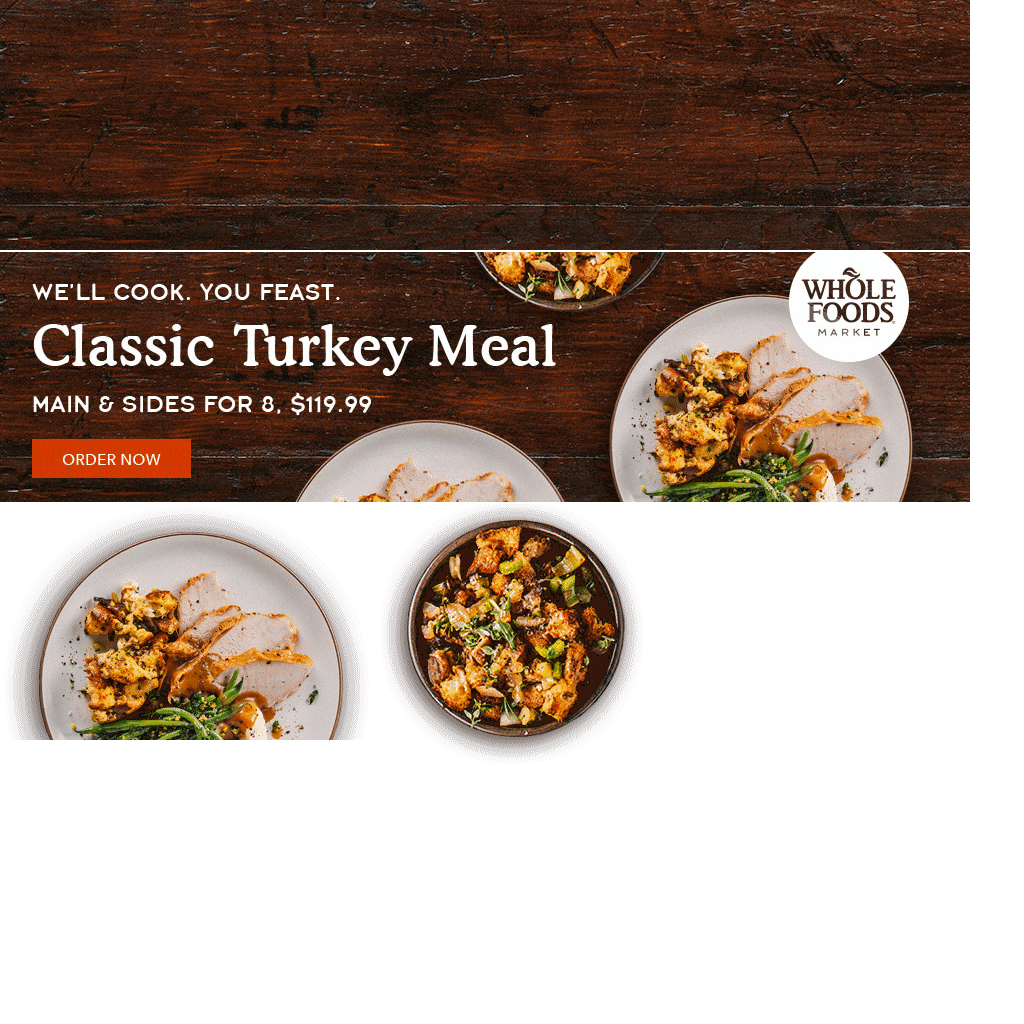 WE'LL COOK. YOU FEAST.
Classic Turkey Meal
MAIN & SIDES FOR 8, $119.99
ORDER NOW
WHOLE
FOODS
MARKET